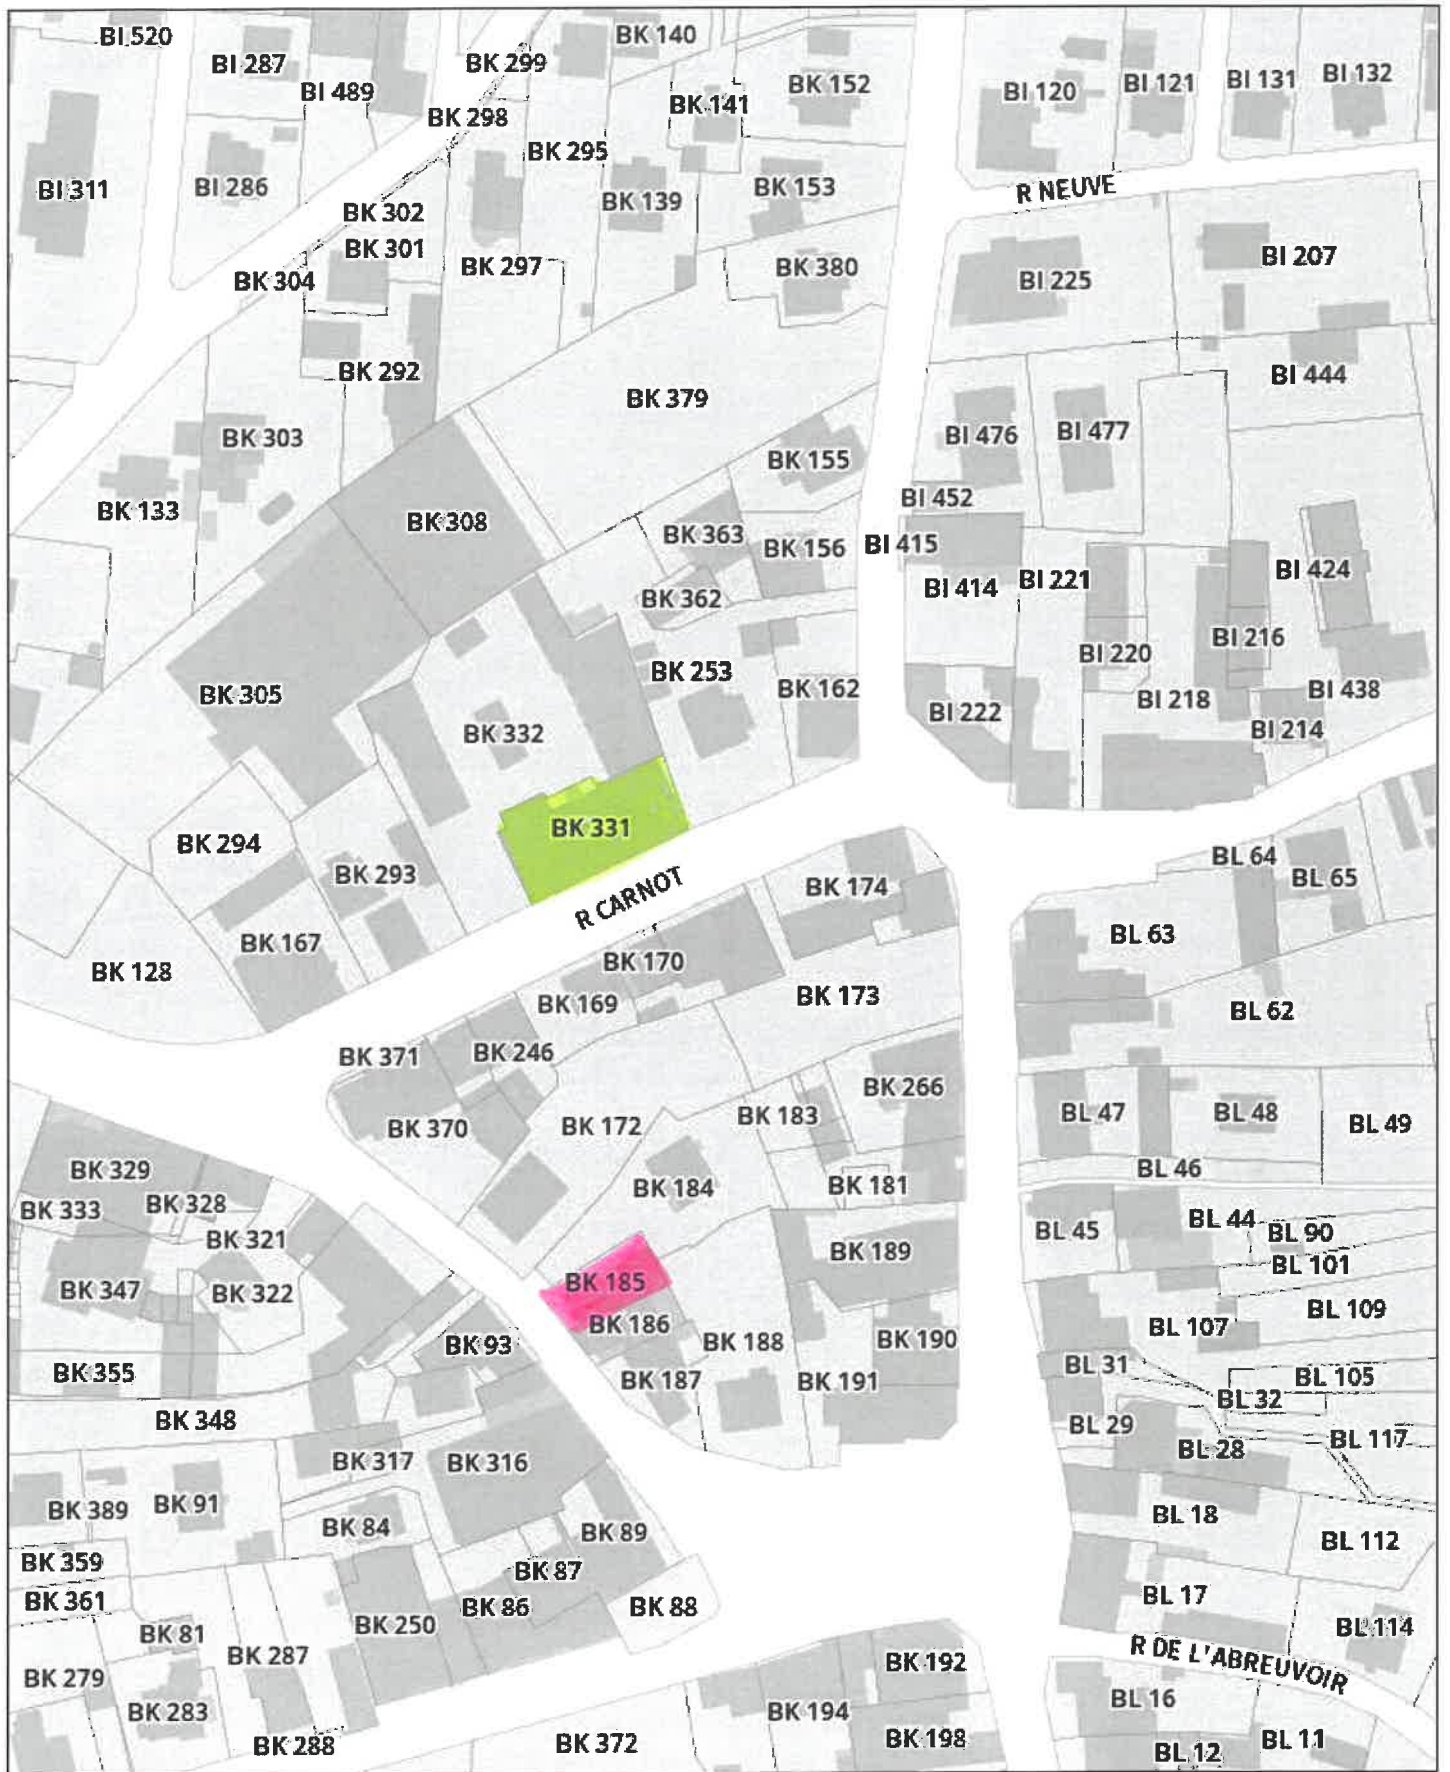 BI 520
BI 287
BK 299
BK 140
BI 489
BK 141
BK 152
BI 120
BI 121
BI 131
BI 132
BK 298
BK 295
BI 311
BI 286
BK 302
BK 139
BK 153
R NEUVE
BK 301
BK 304
BK 297
BK 380
BI 225
BI 207
BK 292
BK 379
BI 444
BK 303
BK 155
BI 476
BI 477
BK 133
BK 308
BI 452
BK 363
BK 156
BI 415
BK 362
BI 414
BI 221
BI 424
BI 216
BI 220
BK 305
BK 253
BK 162
BI 222
BI 218
BI 438
BK 332
BI 214
BK 331
BK 294
BK 293
R CARNOT
BK 174
BL 64
BL 65
BK 167
BK 128
BK 170
BL 63
BK 169
BK 173
BL 62
BK 371
BK 246
BK 266
BK 370
BK 172
BK 183
BL 47
BL 48
BL 49
BK 329
BK 184
BK 181
BL 46
BK 333
BK 328
BK 321
BL 45
BL 44
BL 90
BK 189
BL 101
BK 347
BK 322
BK 185
BK 186
BL 109
BK 93
BK 188
BK 190
BL 107
BK 355
BK 187
BK 191
BL 31
BL 105
BL 32
BK 348
BL 29
BL 28
BL 117
BK 317
BK 316
BK 389
BK 91
BK 84
BK 89
BL 18
BL 112
BK 359
BK 87
BK 361
BK 86
BK 88
BL 17
BK 81
BK 250
BL 114
BK 279
BK 287
BK 192
R DE L'ABREUVOIR
BK 283
BK 194
BL 16
BK 288
BK 372
BK 198
BL 12
BL 11